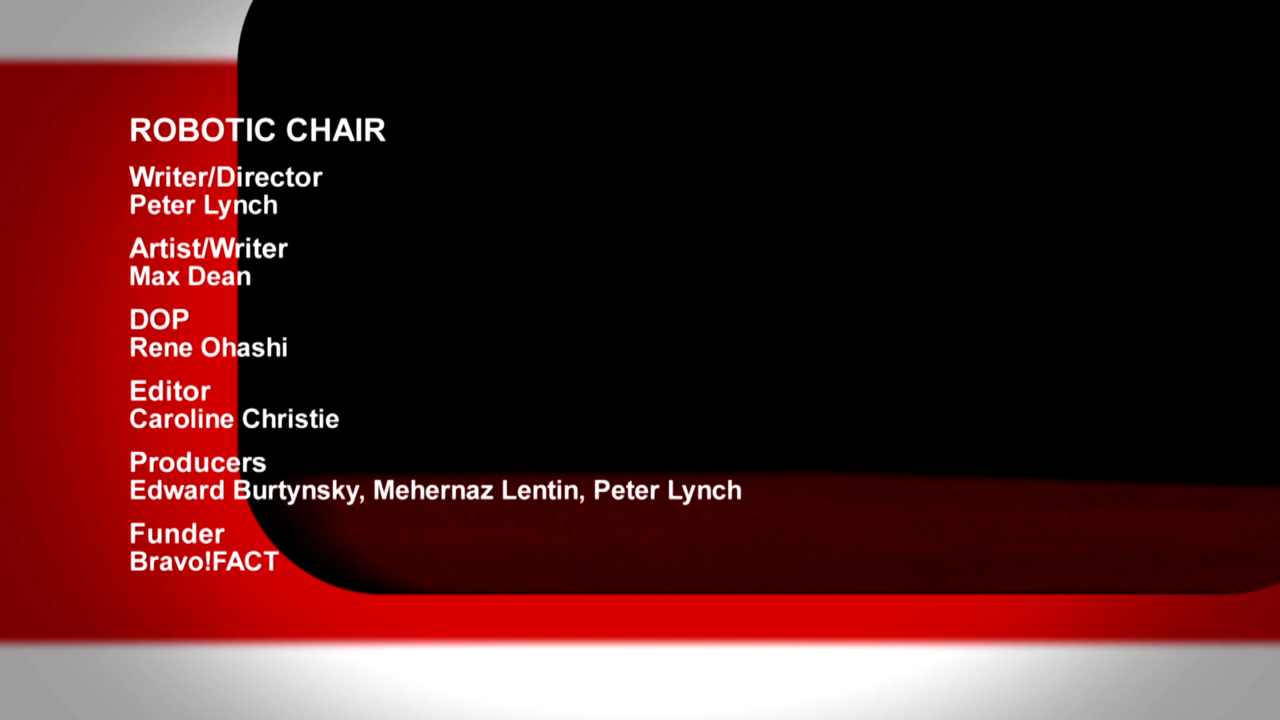 ROBOTIC CHAIR
Writer/Director
Peter Lynch
Artist/Writer
Max Dean
DOP
Rene Ohashi
Editor
Caroline Christie
Producers
Edward Burtynsky, Mehernaz Lentin, Peter Lynch
Funder
Bravo!FACT